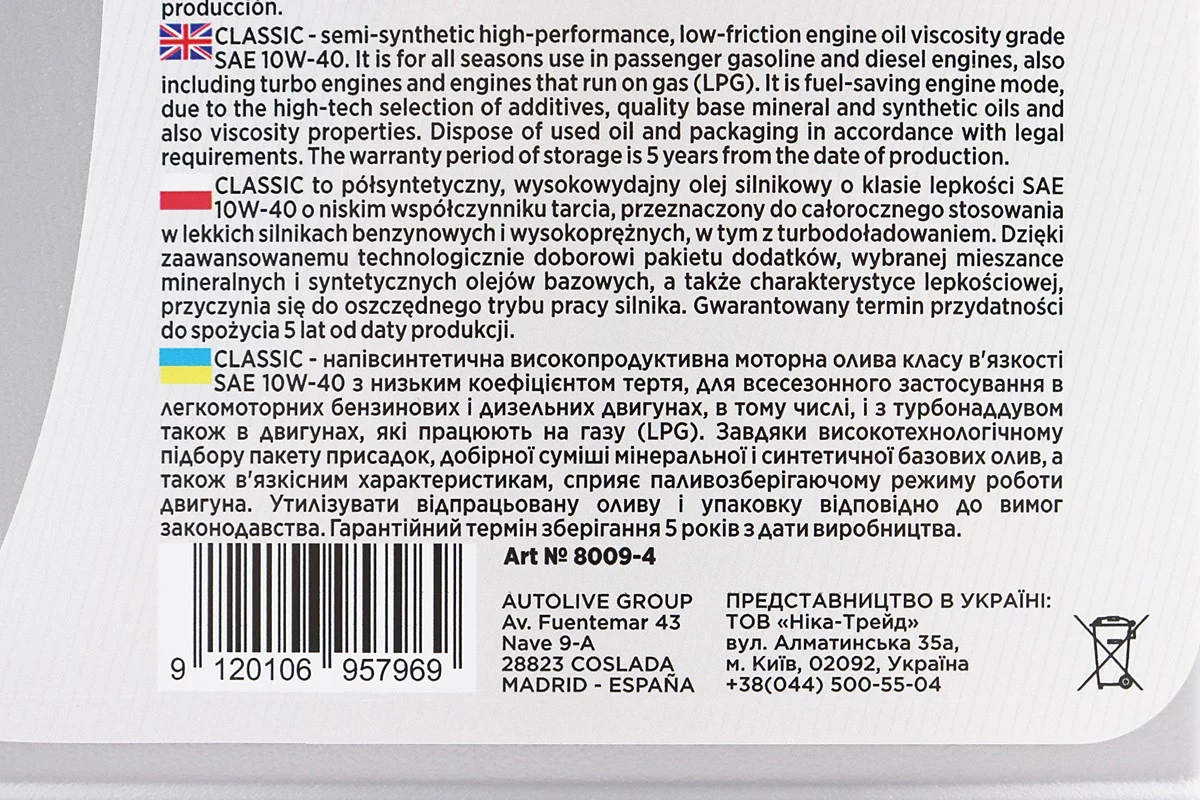 producción.
CLASSIC - semi-synthetic high-performance, low-friction engine oil viscosity grade
SAE 10W-40. It is for all seasons use in passenger gasoline and diesel engines, also
including turbo engines and engines that run on gas (LPG). It is fuel-saving engine mode,
due to the high-tech selection of additives, quality base mineral and synthetic oils and
also viscosity properties. Dispose of used oil and packaging in accordance with legal
requirements. The warranty period of storage is 5 years from the date of production.
CLASSIC to półsyntetyczny, wysokowydajny olej silnikowy o klasie lepkości SAE
10W-40 o niskim współczynniku tarcia, przeznaczony do całorocznego stosowania
w lekkich silnikach benzynowych i wysokoprężnych, w tym z turbodoładowaniem. Dzięki
zaawansowanemu technologicznie doborowi pakietu dodatków, wybranej mieszance
mineralnych i syntetycznych olejów bazowych, a także charakterystyce lepkościowej,
przyczynia się do oszczędnego trybu pracy silnika. Gwarantowany termin przydatności
do spożycia 5 lat od daty produkcji.
CLASSIC - напівсинтетична високопродуктивна моторна олива класу в'язкості
SAE 10W-40 з низьким коефіцієнтом тертя, для всесезонного застосування в
легкомоторних бензинових і дизельних двигунах, в тому числі, і з турбонаддувом
також в двигунах, які працюють на газу (LPG). Завдяки високотехнологічному
підбору пакету присадок, добірної суміші мінеральної і синтетичної базових олив, а
також в'язкісним характеристикам, сприяє паливозберігаючому режиму роботи
двигуна. Утилізувати відпрацьовану оливу і упаковку відповідно до вимог
законодавства. Гарантійний термін зберігання 5 років з дати виробництва.
Art № 8009-4
9 120106 957969
AUTOLIVE GROUP
Av. Fuentemar 43
Nave 9-A
28823 COSLADA
MADRID - ESPAÑA
ПРЕДСТАВНИЦТВО В УКРАЇНІ:
ТОВ «Ніка-Трейд»
вул. Алматинська 35а,
м. Київ, 02092, Україна
+38(044) 500-55-04